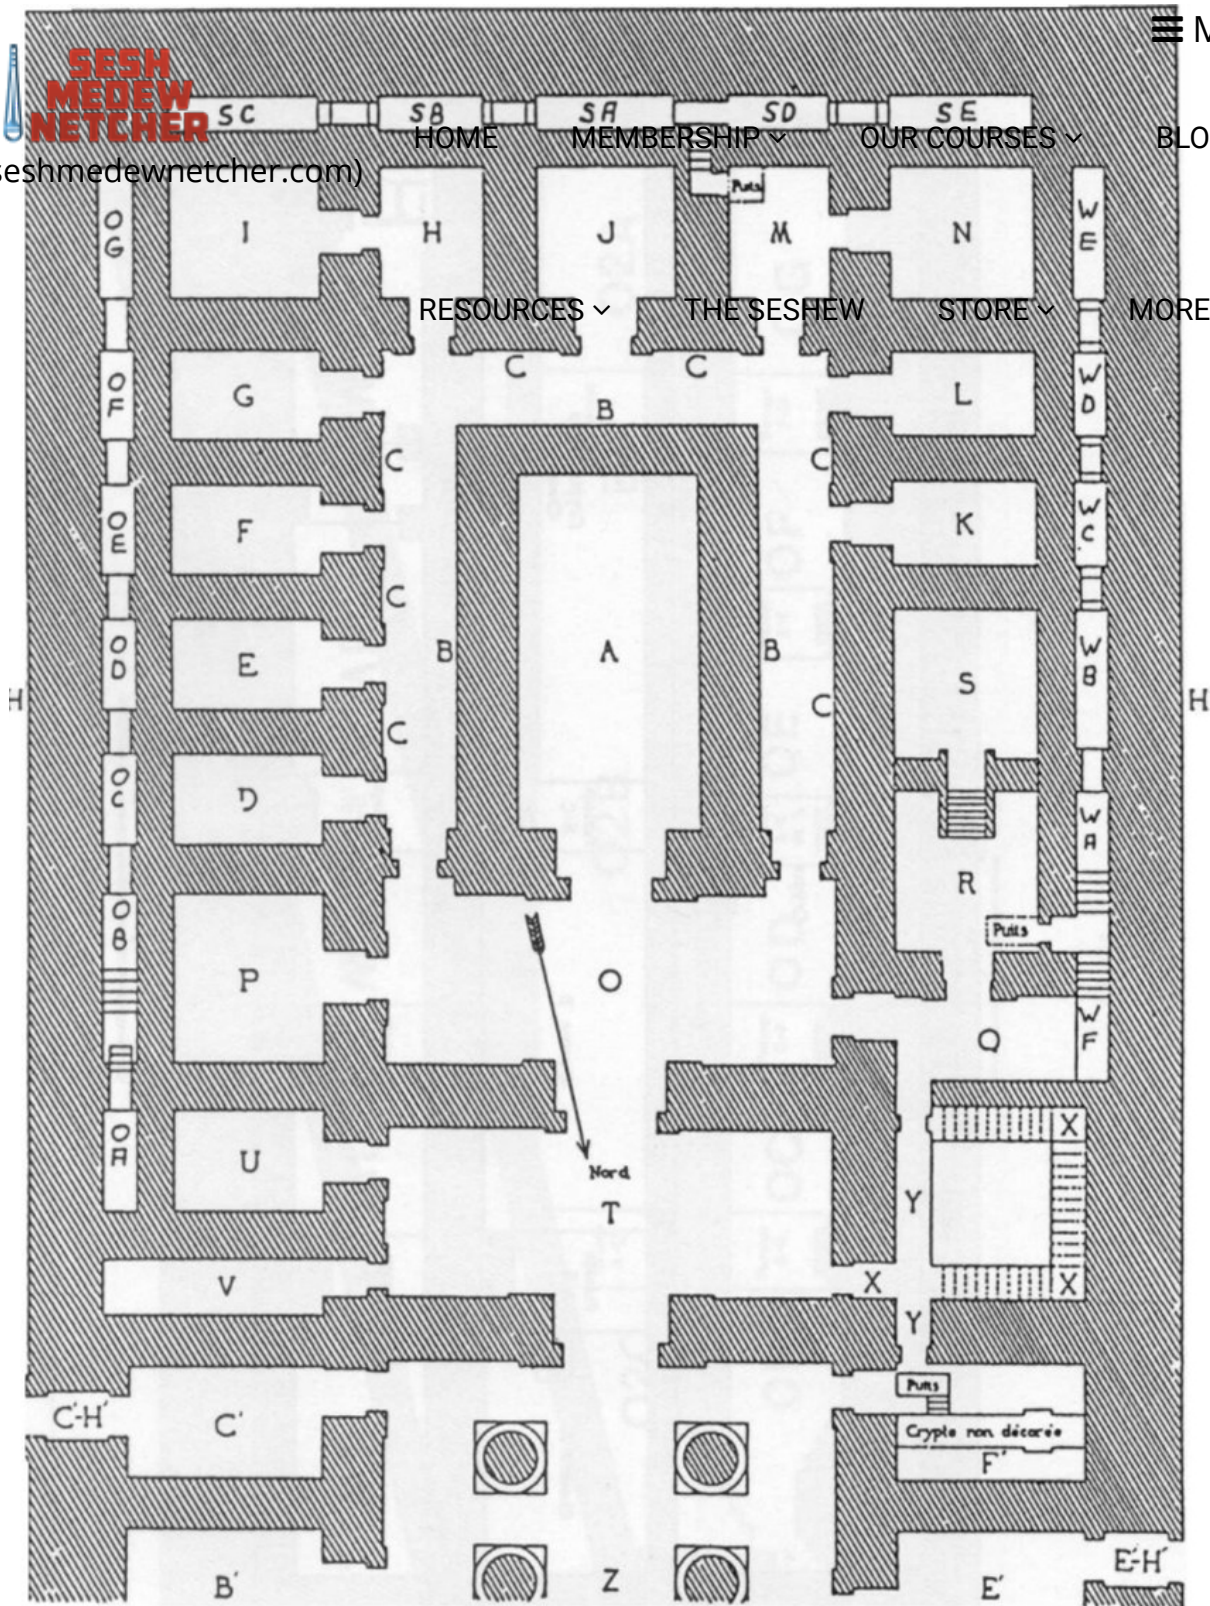 M
SESH
MEDEW
NETCHER
SC SB SA SD SE
HOME MEMBERSHIP OUR COURSES BLO
seshmedewnetcher.com)
Puits
OG I H J M N WE
RESOURCES THE SESHEW STORE MORE
C C
OF G B L WD
C C
OE F K WC
C
OD E B A B S WB
H C H
C
OC D WA
R
OB Puits
P O
Q WF
X
OA U
Nord
Y
T
V X X
Y
Puits
C'-H' C' Crypte non décorée
F'
E'-H'
B' Z E'